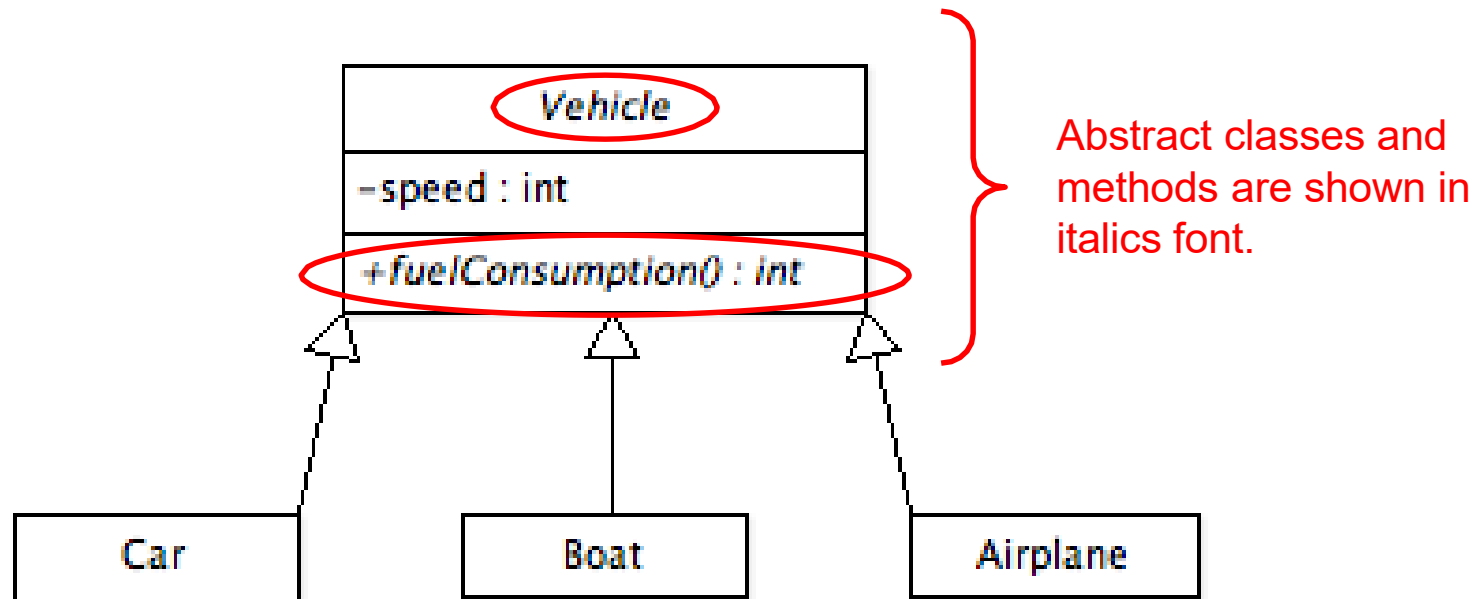 Vehicle
-speed : int
+fuelConsumption() : int
Abstract classes and
methods are shown in
italics font.
Car
Boat
Airplane